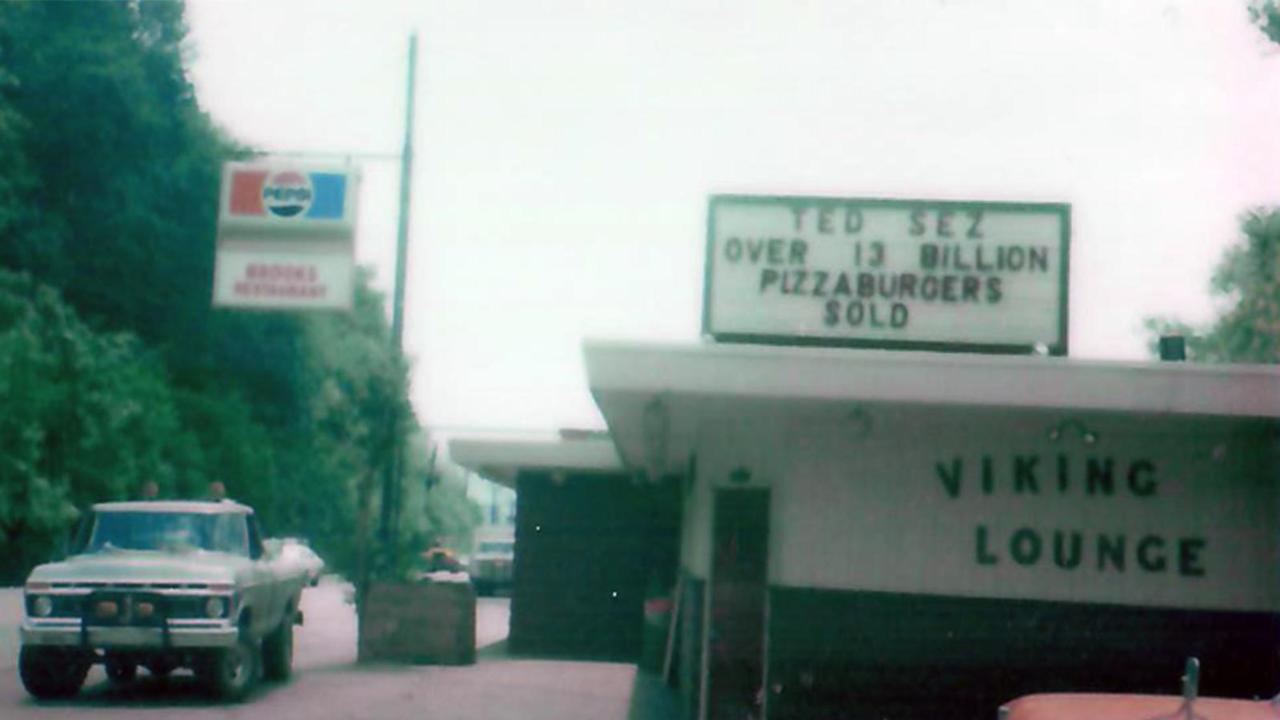 PEPSI
BROOKS
RESTAURANT
TED SEZ
OVER 13 BILLION
PIZZABURGERS
SOLD
VIKING
LOUNGE